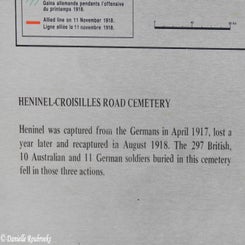 Gains allemands pendants l'offensive
du printemps 1918.
Allied line on 11 November 1918.
Ligne alliée le 11 novembre 1918.
HENINEL-CROISILLES ROAD CEMETERY
Heninel was captured from the Germans in April 1917, lost a
year later and recaptured in August 1918. The 297 British,
10 Australian and 11 German soldiers buried in this cemetery
fell in those three actions.
© Danielle Roubroeks